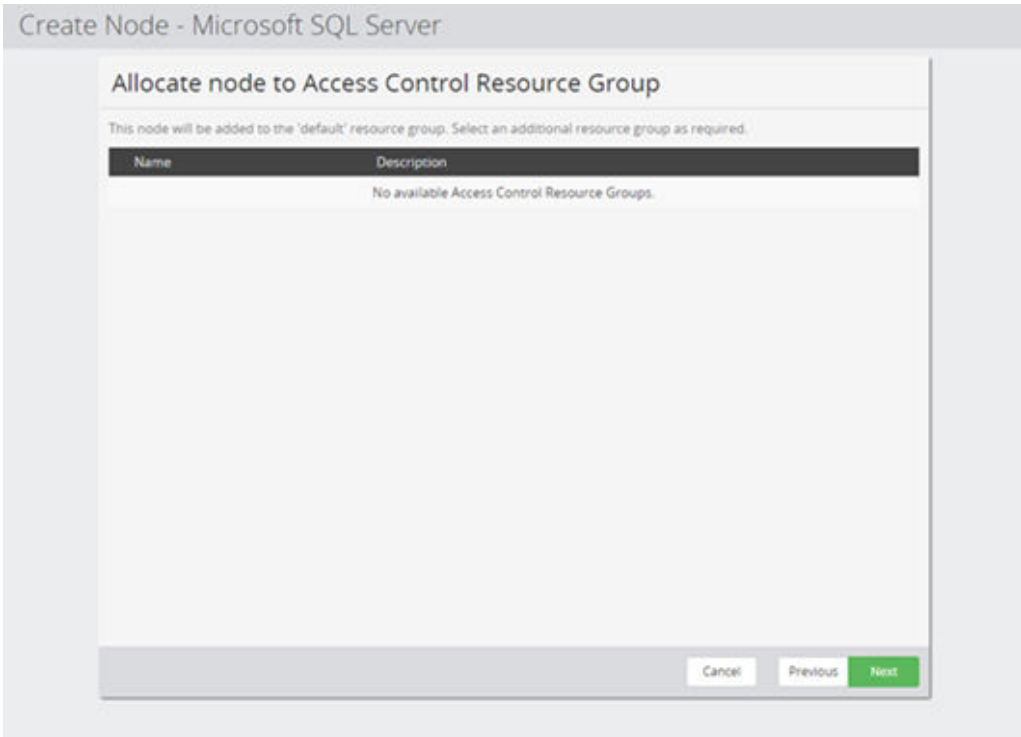 Create Node - Microsoft SQL Server
Allocate node to Access Control Resource Group
This node will be added to the 'default' resource group. Select an additional resource group as required.
Name Description
No available Access Control Resource Groups.
Cancel Previous Next